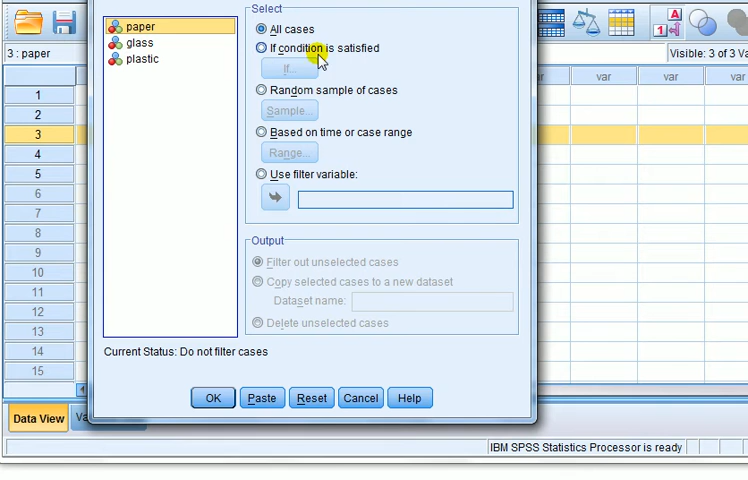 Select
paper
glass
plastic
All cases
If condition is satisfied
If...
Random sample of cases
Sample...
Based on time or case range
Range...
Use filter variable:
Output
Filter out unselected cases
Copy selected cases to a new dataset
Dataset name:
Delete unselected cases
Current Status: Do not filter cases
OK
Paste
Reset
Cancel
Help
3 : paper
Visible: 3 of 3 Va
var
var
var
1
2
3
4
5
6
7
8
9
10
11
12
13
14
15
A
1
Data View
IBM SPSS Statistics Processor is ready